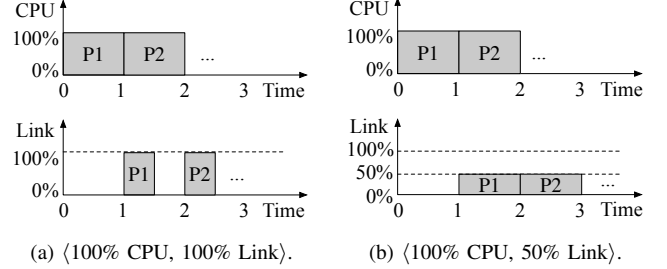 CPU
100%
P1 P2 ...
0%
0 1 2 3 Time
Link
100%
P1 P2 ...
0%
0 1 2 3 Time
(a) ⟨100% CPU, 100% Link⟩.
CPU
100%
P1 P2 ...
0%
0 1 2 3 Time
Link
100%
50%
P1 P2 ...
0%
0 1 2 3 Time
(b) ⟨100% CPU, 50% Link⟩.